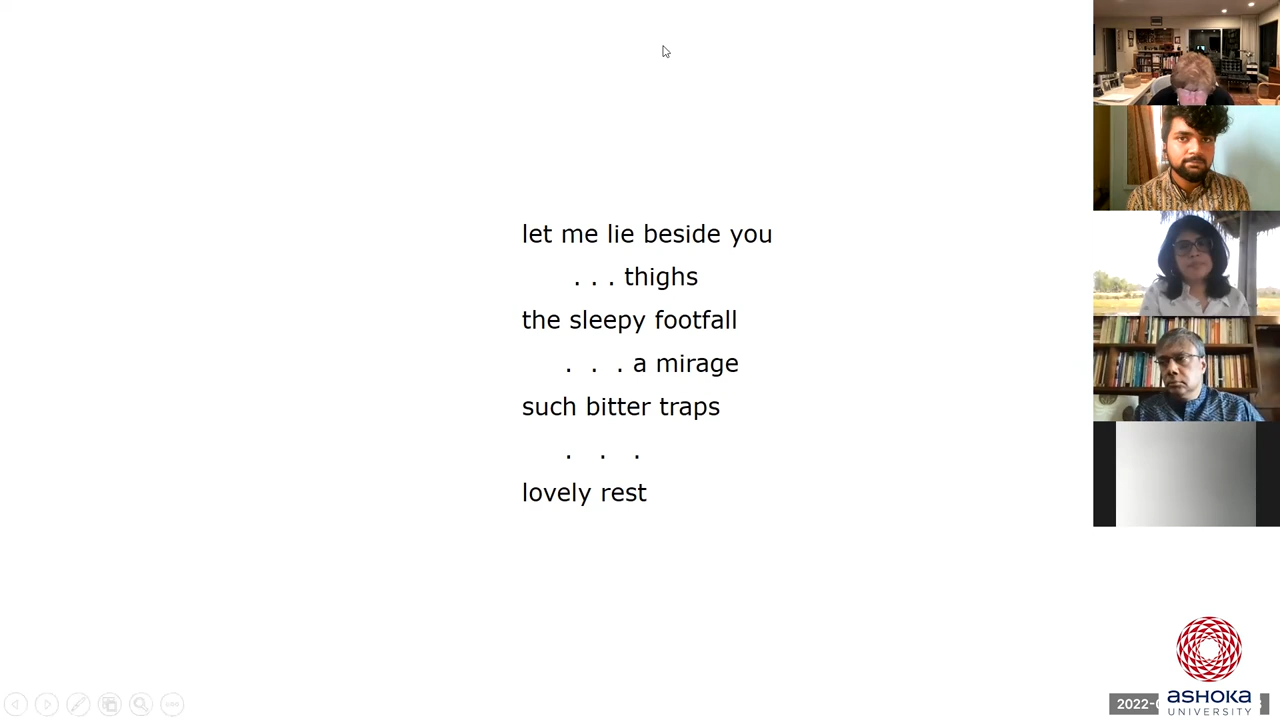 let me lie beside you
. . . thighs
the sleepy footfall
. . . a mirage
such bitter traps
. . .
lovely rest
2022-0
ASHOKA
UNIVERSITY